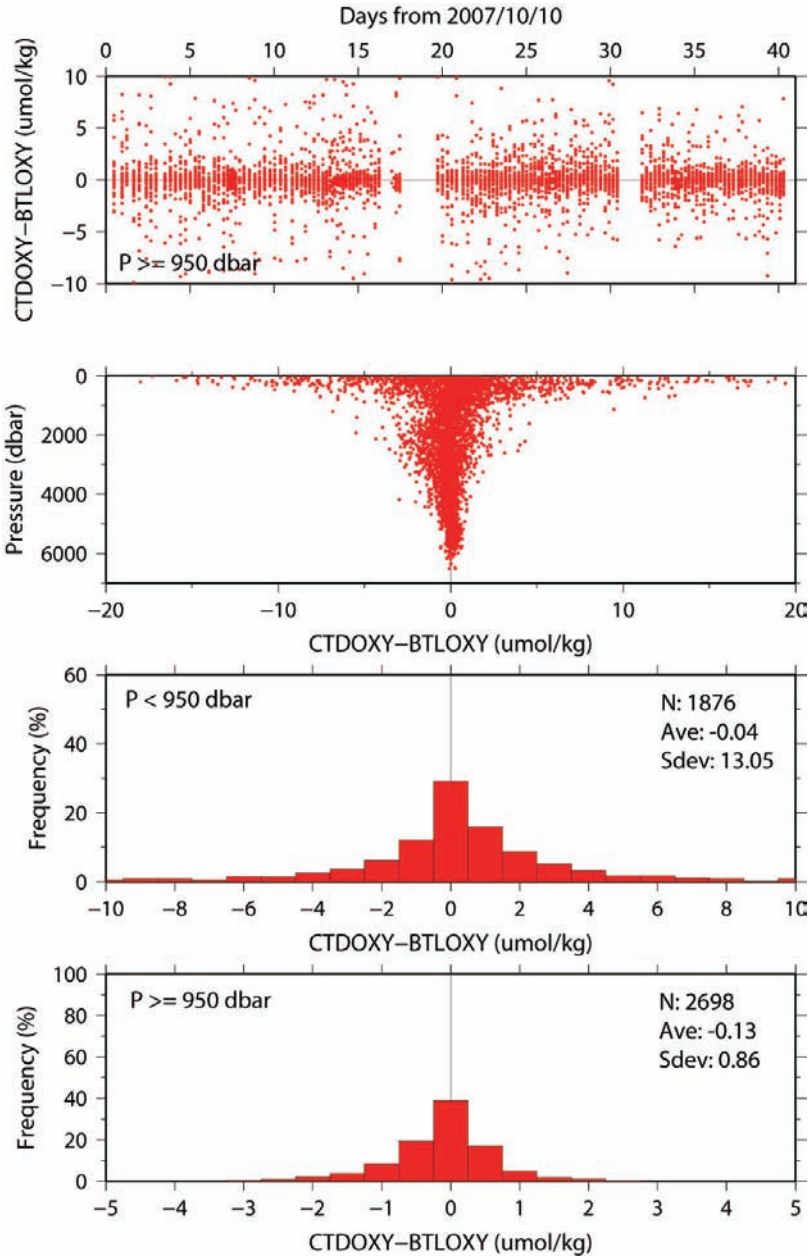 Days from 2007/10/10
0 5 10 15 20 25 30 35 40
CTDOXY−BTLOXY (umol/kg)
10
5
0
−5
−10
P >= 950 dbar
Pressure (dbar)
0
2000
4000
6000
−20 −10 0 10 20
CTDOXY−BTLOXY (umol/kg)
Frequency (%)
60
40
20
0
P < 950 dbar
N: 1876
Ave: -0.04
Sdev: 13.05
−10 −8 −6 −4 −2 0 2 4 6 8 10
CTDOXY−BTLOXY (umol/kg)
Frequency (%)
100
80
60
40
20
0
P >= 950 dbar
N: 2698
Ave: -0.13
Sdev: 0.86
−5 −4 −3 −2 −1 0 1 2 3 4 5
CTDOXY−BTLOXY (umol/kg)